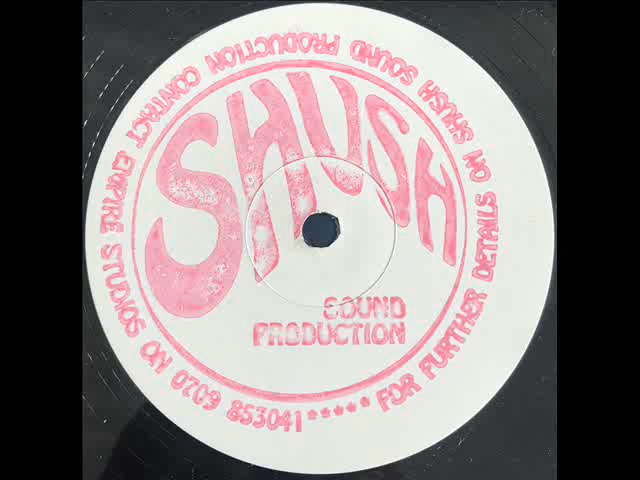 SHUSH
SOUND
PRODUCTION
FOR FURTHER DETAILS ON SHUSH SOUND PRODUCTION CONTACT EMPIRE STUDIOS ON 0709 853041*****